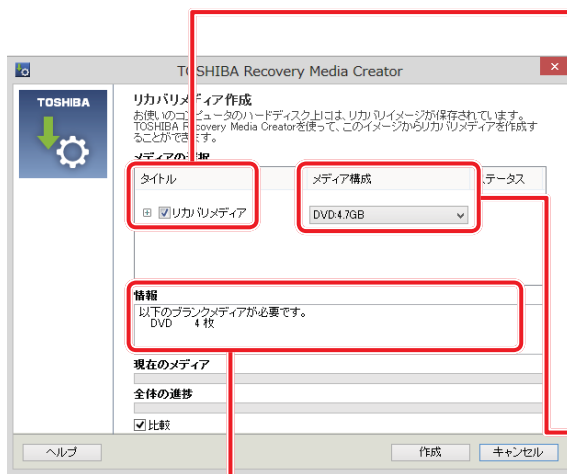 TOSHIBA Recovery Media Creator
TOSHIBA
リカバリメディア作成
お使いのコンピュータのハードディスク上には、リカバリイメージが保存されています。
TOSHIBA Recovery Media Creatorを使って、このイメージからリカバリメディアを作成す
ることができます。
メディアの選択
タイトル メディア構成 ステータス
リカバリメディア DVD:4.7GB
情報
以下のブランクメディアが必要です。
DVD 4 枚
現在のメディア
全体の進捗
比較
ヘルプ 作成 キャンセル